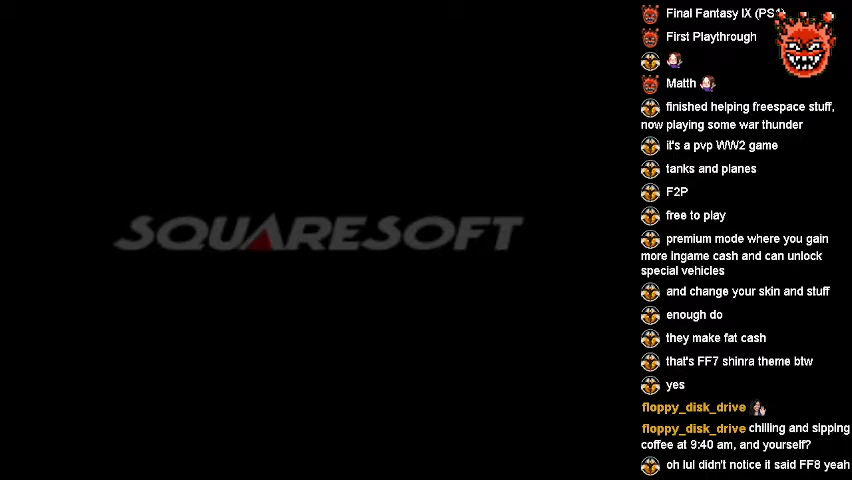 SQUARESOFT
Final Fantasy IX (PS1)
First Playthrough
Matth
finished helping freespace stuff,
now playing some war thunder
it's a pvp WW2 game
tanks and planes
F2P
free to play
premium mode where you gain
more Ingame cash and can unlock
special vehicles
and change your skin and stuff
enough do
they make fat cash
that's FF7 shinra theme btw
yes
floppy_disk_drive
floppy_disk_drive chilling and sipping
coffee at 9:40 am, and yourself?
oh lul didn't notice it said FF8 yeah